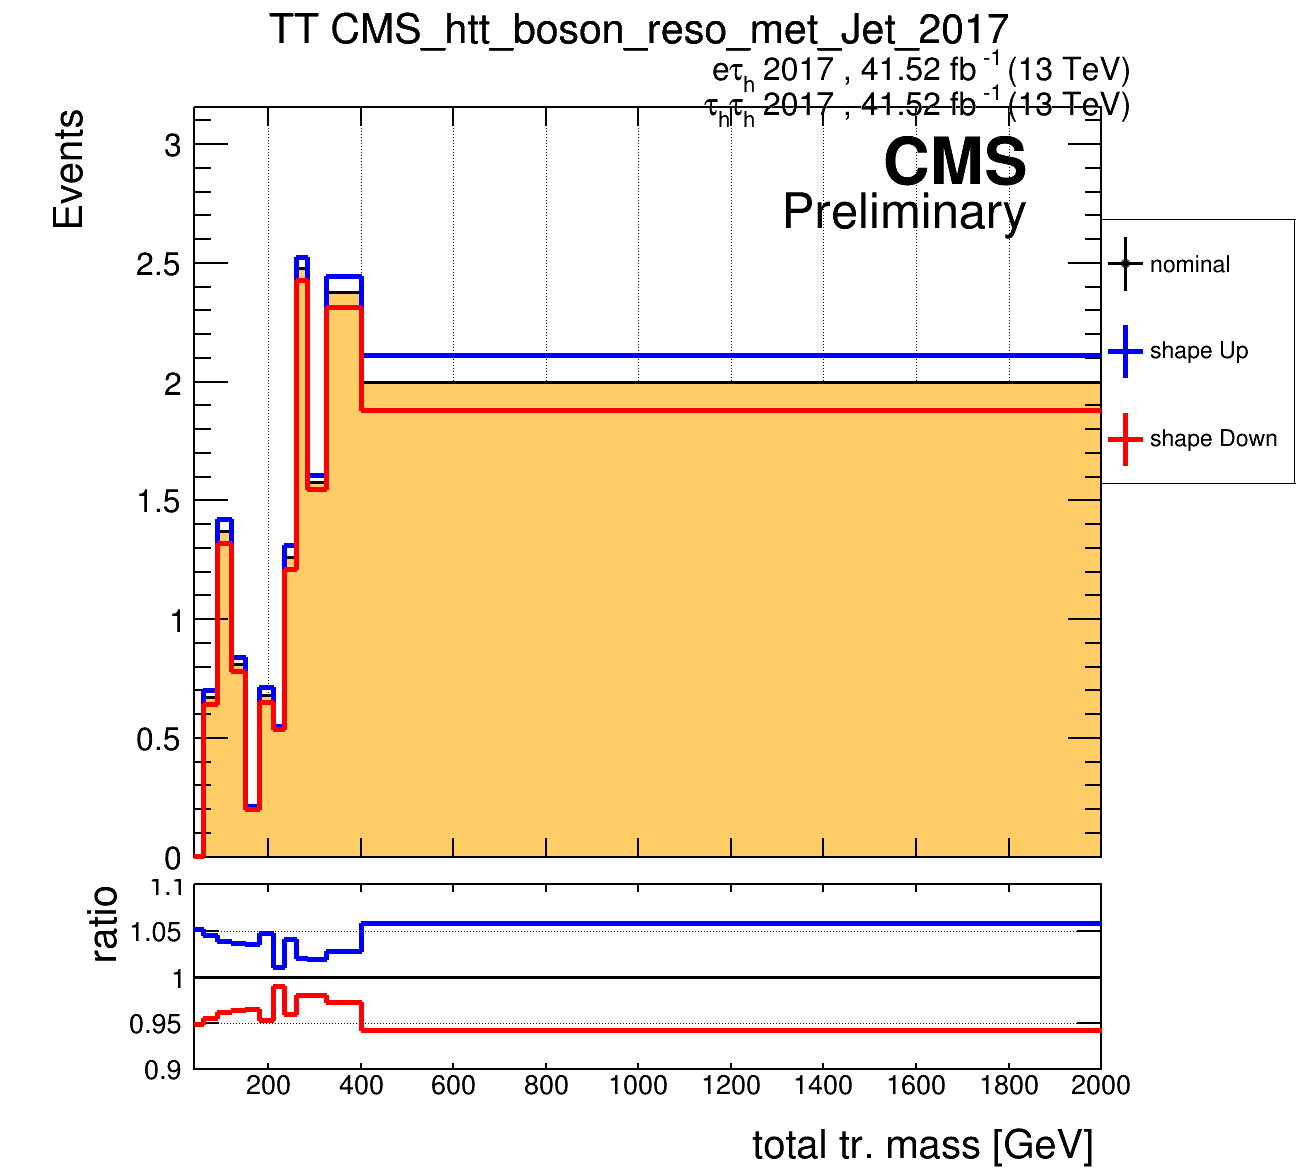 TT CMS_htt_boson_reso_met_Jet_2017
eτh 2017 , 41.52 fb-1 (13 TeV)
τhτh 2017 , 41.52 fb-1 (13 TeV)
CMS
Preliminary
Events
3
2.5
2
1.5
1
0.5
0
nominal
shape Up
shape Down
ratio
1.1
1.05
1
0.95
0.9
200 400 600 800 1000 1200 1400 1600 1800 2000
total tr. mass [GeV]